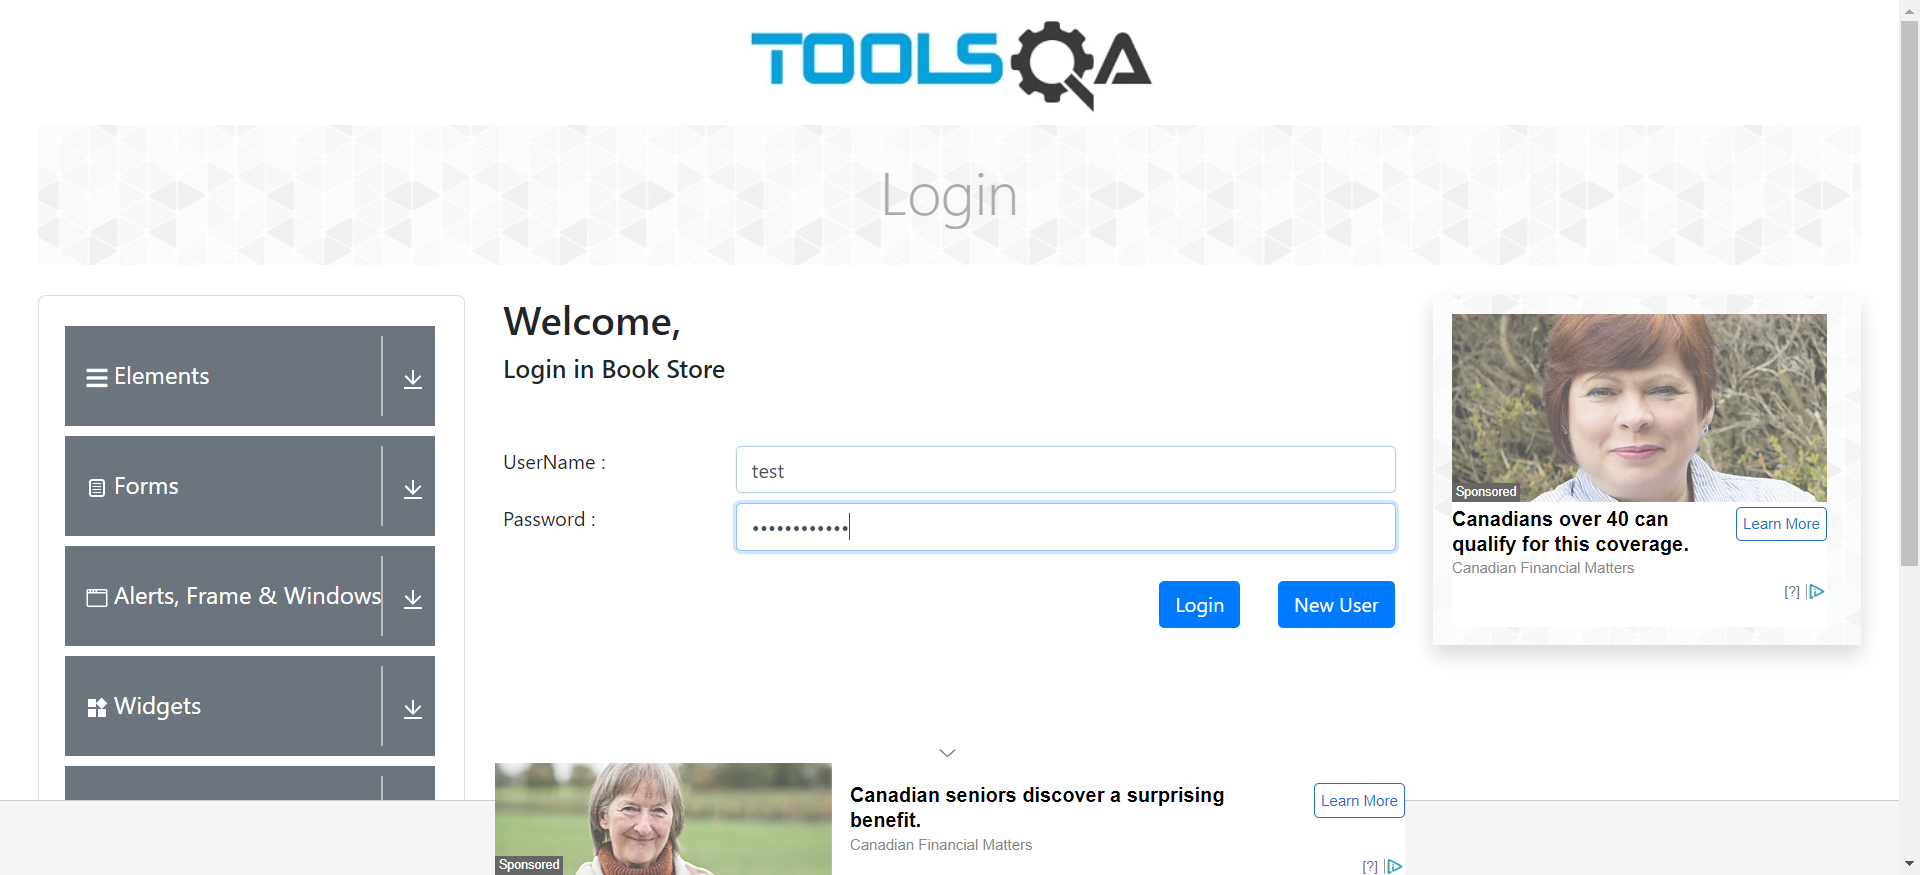 TOOLSQA
Login
Elements
Forms
Alerts, Frame & Windows
Widgets
Welcome,
Login in Book Store
UserName :
test
Password :
••••••••••••
Login
New User
Sponsored
Canadians over 40 can
qualify for this coverage.
Canadian Financial Matters
Learn More
[?]
Sponsored
Canadian seniors discover a surprising
benefit.
Canadian Financial Matters
Learn More
[?]